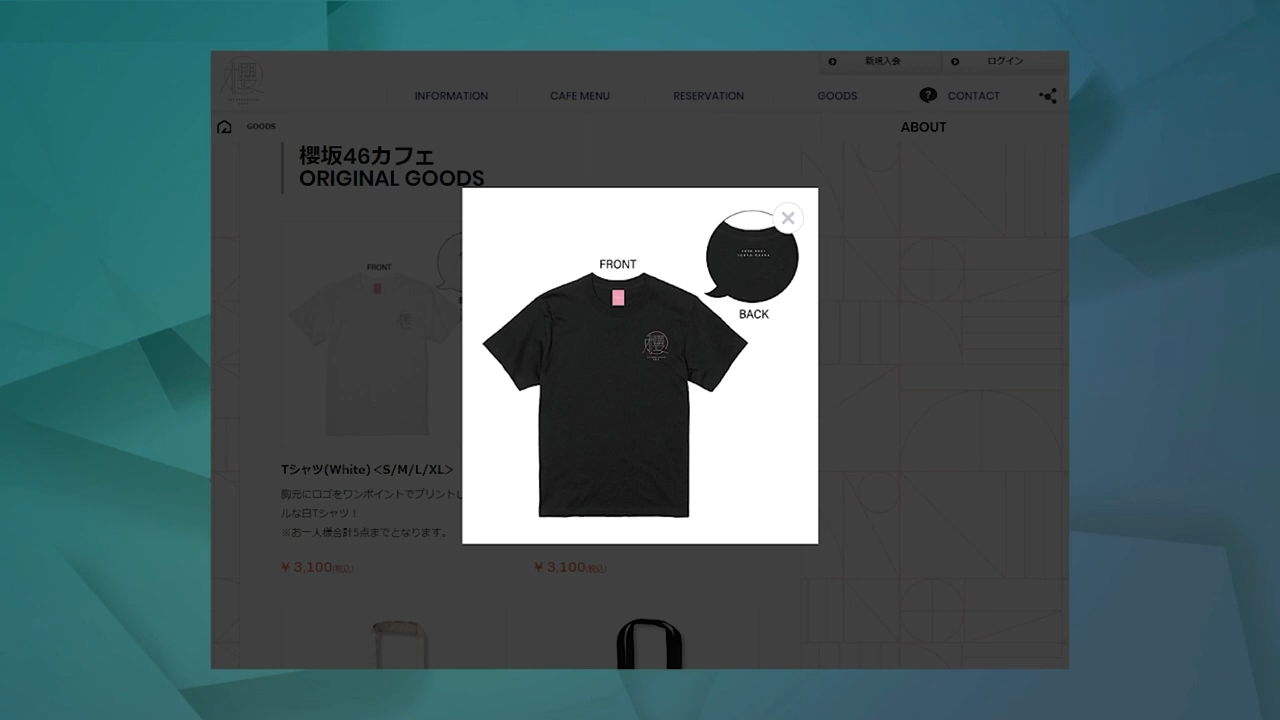 新規入会
ログイン
INFORMATION
CAFE MENU
RESERVATION
GOODS
CONTACT
GOODS
ABOUT
櫻坂46カフェ
ORIGINAL GOODS
FRONT
FRONT
BACK
Tシャツ(White)<S/M/L/XL>
胸元にロゴをワンポイントでプリントし
ルな白Tシャツ！
※お一人様合計5点までとなります。
¥ 3,100(税込)
¥ 3,100(税込)
櫻
櫻